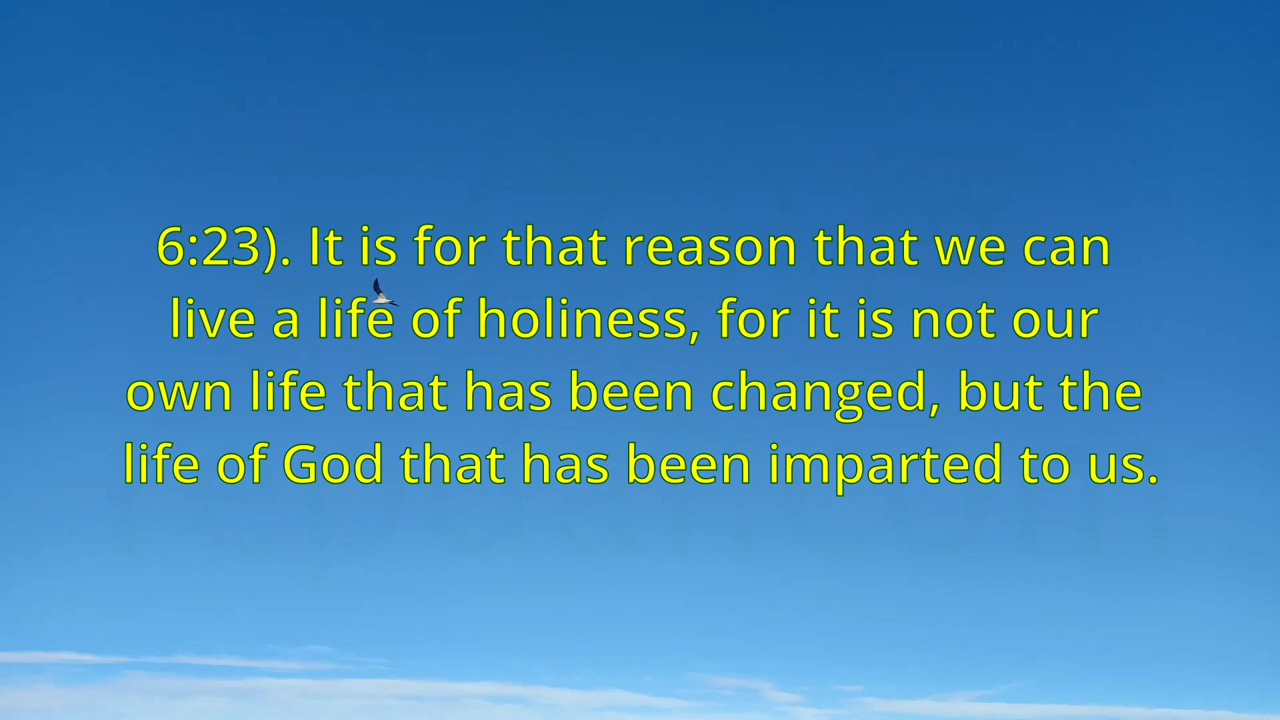 6:23). It is for that reason that we can
live a life of holiness, for it is not our
own life that has been changed, but the
life of God that has been imparted to us.